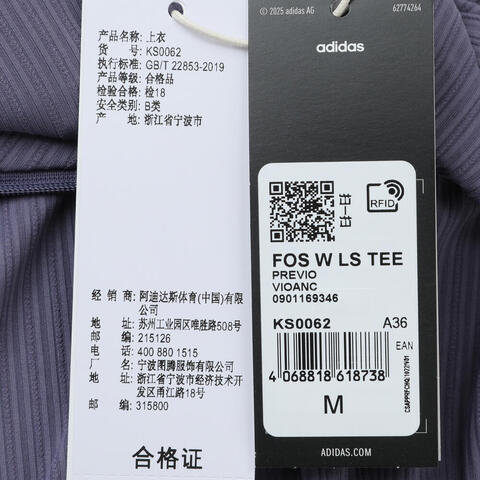 产品名称: 上衣
货 号: KS0062
执行标准: GB/T 22853-2019
产品等级: 合格品
检验合格: 检18
安全类别: B类
产 地: 浙江省宁波市
经 销 商: 阿迪达斯体育(中国)有限
公司
地 址: 苏州工业园区唯胜路508号
邮 编: 215126
电 话: 400 880 1515
厂 名: 宁波图腾服饰有限公司
地 址: 浙江省宁波市经济技术开
发区甬江路18号
邮 编: 315800
合格证
© 2025 adidas AG
62774264
adidas
RFID
FOS W LS TEE
PREVIO
VIOANC
0901169346
KS0062 A36
EAN
4 068818 618738
M
ADIDAS.COM